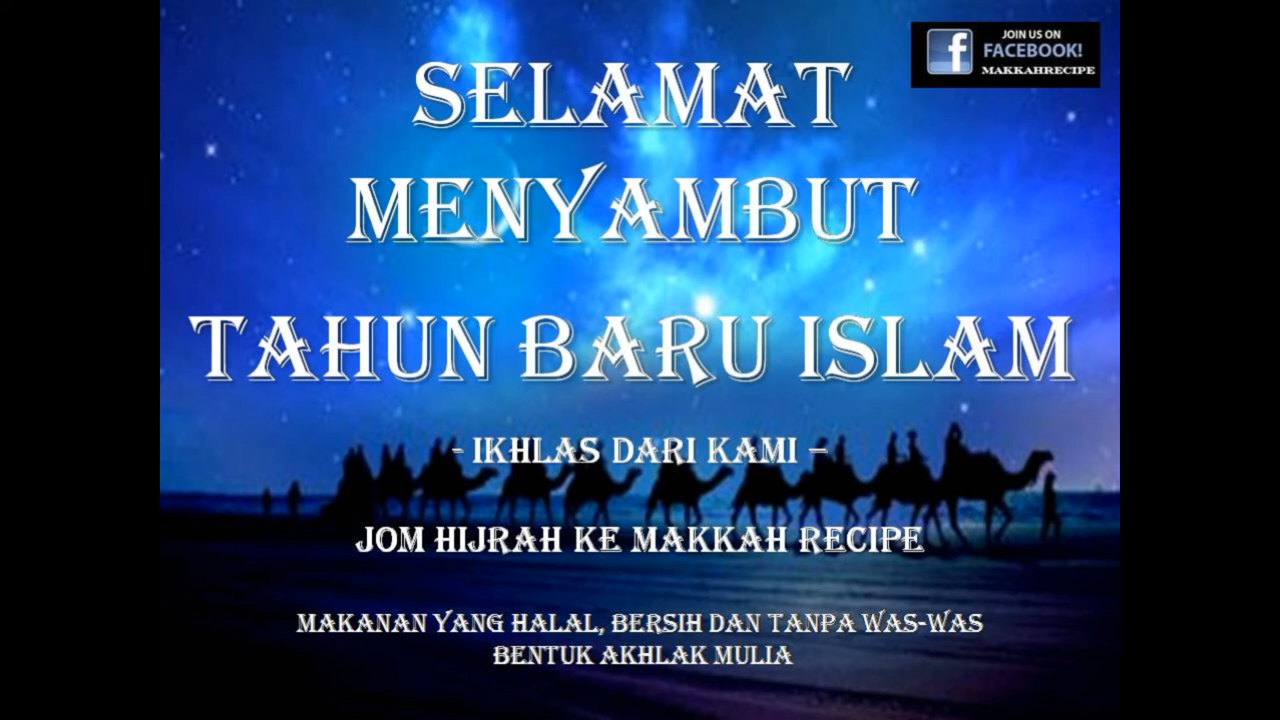 JOIN US ON
FACEBOOK!
MAKKAHRECIPE
SELAMAT
MENYAMBUT
TAHUN BARU ISLAM
- IKHLAS DARI KAMI –
JOM HIJRAH KE MAKKAH RECIPE
MAKANAN YANG HALAL, BERSIH DAN TANPA WAS-WAS
BENTUK AKHLAK MULIA